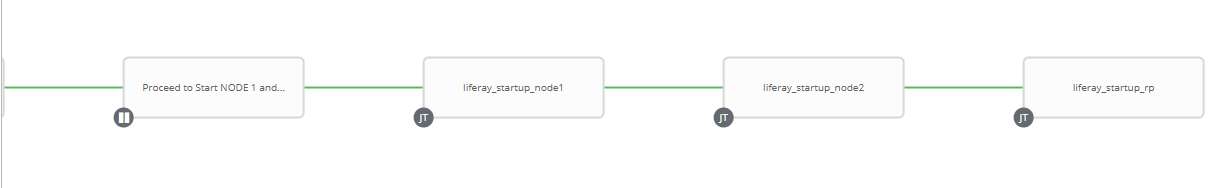 Proceed to Start NODE 1 and...
liferay_startup_node1
liferay_startup_node2
liferay_startup_rp
JT
JT
JT